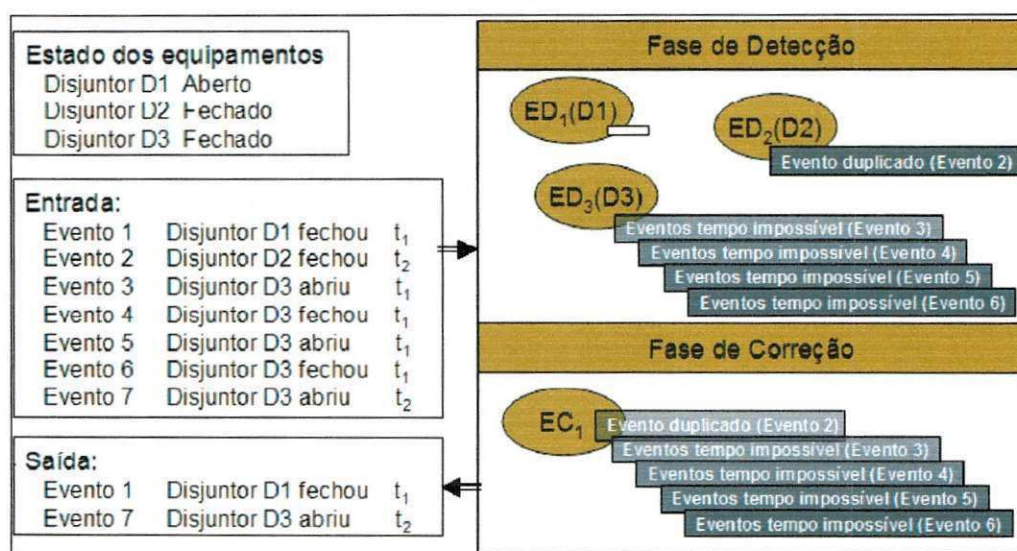 Estado dos equipamentos
Disjuntor D1 Aberto
Disjuntor D2 Fechado
Disjuntor D3 Fechado
Entrada:
Evento 1 Disjuntor D1 fechou t1
Evento 2 Disjuntor D2 fechou t2
Evento 3 Disjuntor D3 abriu t1
Evento 4 Disjuntor D3 fechou t1
Evento 5 Disjuntor D3 abriu t1
Evento 6 Disjuntor D3 fechou t1
Evento 7 Disjuntor D3 abriu t2
Saída:
Evento 1 Disjuntor D1 fechou t1
Evento 7 Disjuntor D3 abriu t2
Fase de Detecção
ED1(D1)
ED2(D2)
Evento duplicado (Evento 2)
ED3(D3)
Eventos tempo impossível (Evento 3)
Eventos tempo impossível (Evento 4)
Eventos tempo impossível (Evento 5)
Eventos tempo impossível (Evento 6)
Fase de Correção
EC1
Evento duplicado (Evento 2)
Eventos tempo impossível (Evento 3)
Eventos tempo impossível (Evento 4)
Eventos tempo impossível (Evento 5)
Eventos tempo impossível (Evento 6)